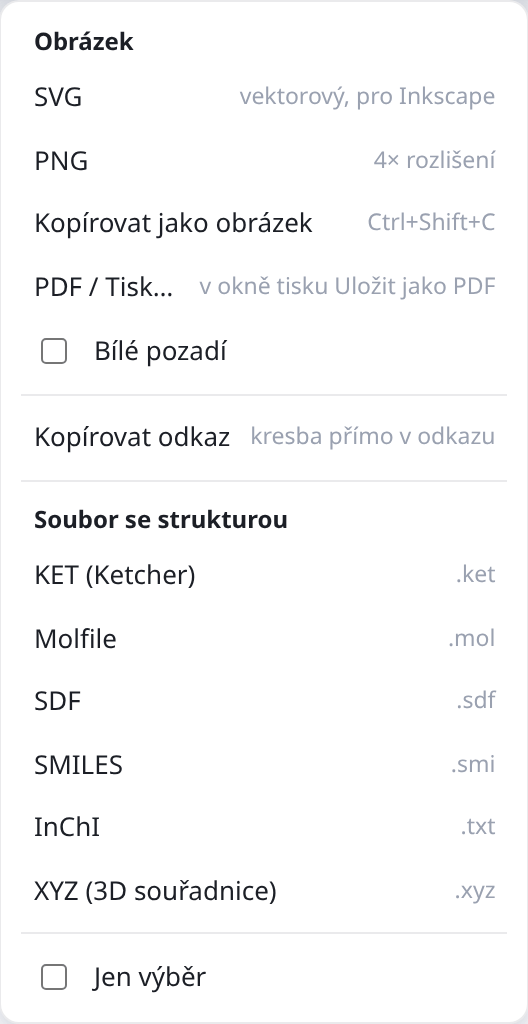 Obrázek
SVG vektorový, pro Inkscape
PNG 4× rozlišení
Kopírovat jako obrázek Ctrl+Shift+C
PDF / Tisk… v okně tisku Uložit jako PDF
Bílé pozadí
Kopírovat odkaz kresba přímo v odkazu
Soubor se strukturou
KET (Ketcher) .ket
Molfile .mol
SDF .sdf
SMILES .smi
InChI .txt
XYZ (3D souřadnice) .xyz
Jen výběr